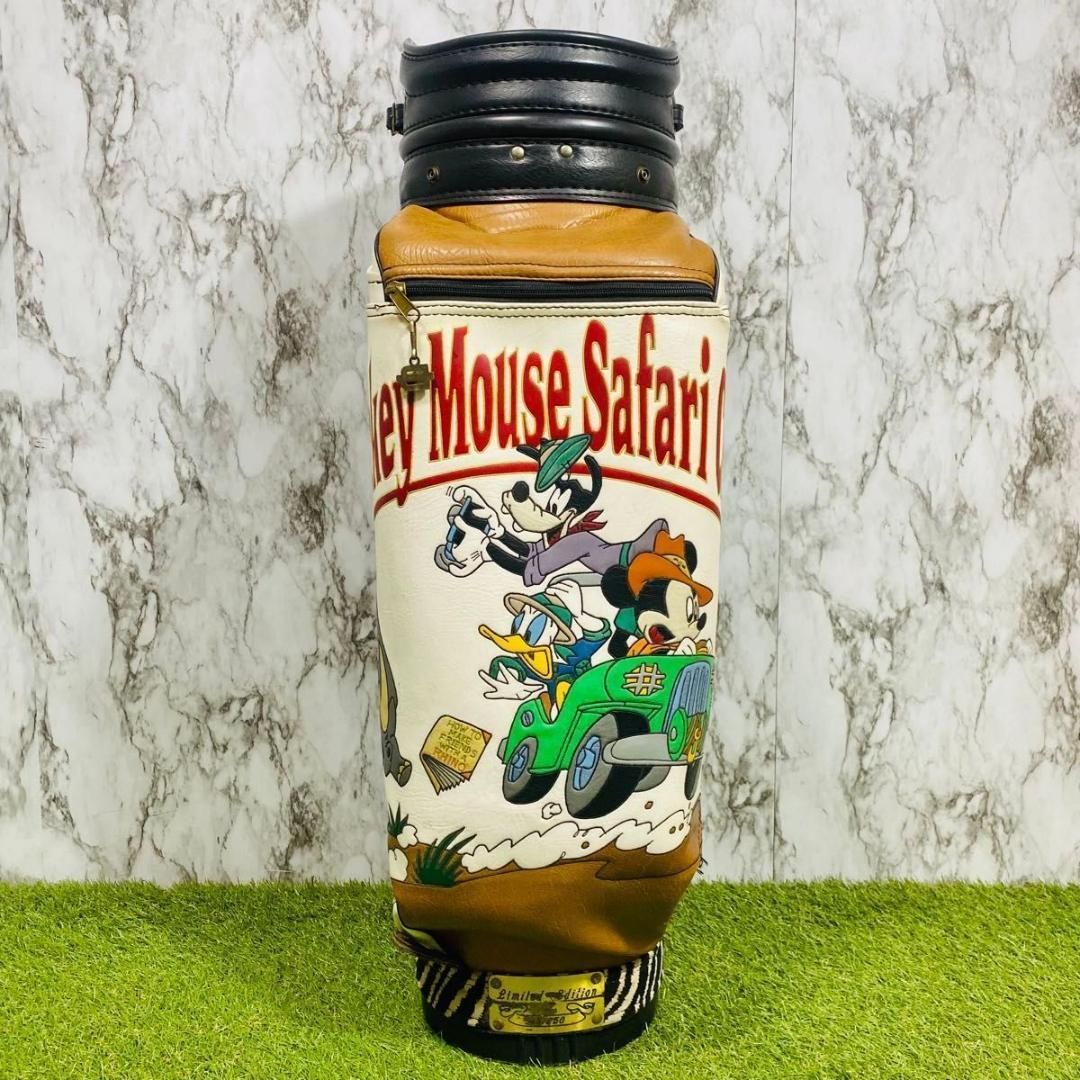 key Mouse Safari
HOW TO
MAKE
FRIENDS
WITH A
RHINO
Limited Edition